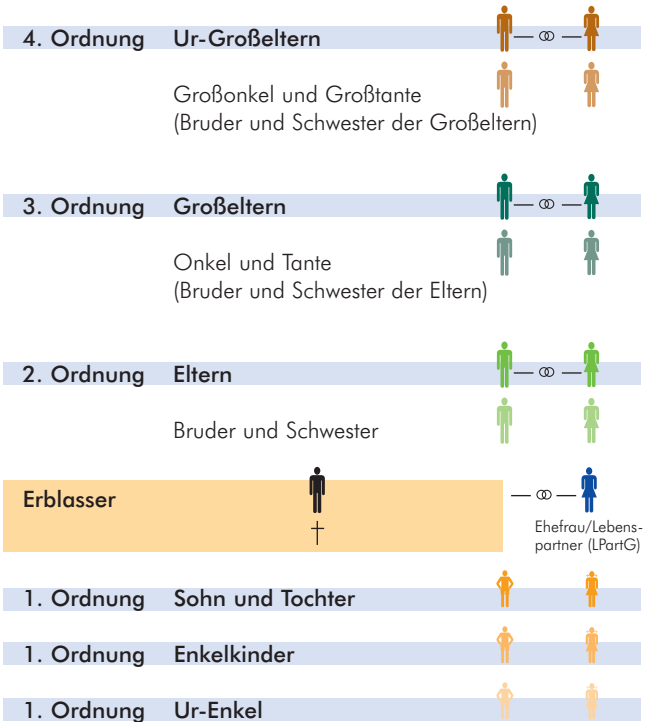 4. Ordnung Ur-Großeltern
Großonkel und Großtante
(Bruder und Schwester der Großeltern)
3. Ordnung Großeltern
Onkel und Tante
(Bruder und Schwester der Eltern)
2. Ordnung Eltern
Bruder und Schwester
Erblasser
Ehefrau/Lebens-
partner (LPartG)
1. Ordnung Sohn und Tochter
1. Ordnung Enkelkinder
1. Ordnung Ur-Enkel